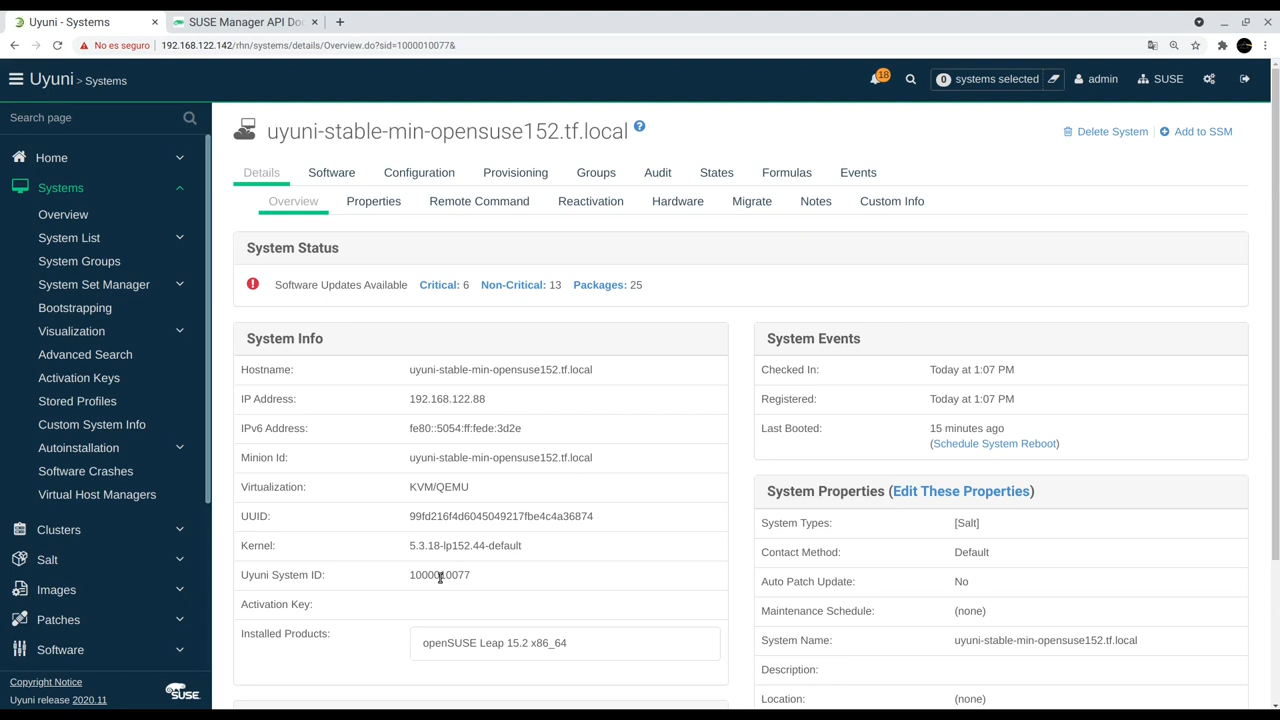 Uyuni - Systems
SUSE Manager API Do
No es seguro
192.168.122.142/rhn/systems/details/Overview.do?sid=1000010077&
Uyuni > Systems
18
0 systems selected
admin
SUSE
Search page
Home
Systems
Overview
System List
System Groups
System Set Manager
Bootstrapping
Visualization
Advanced Search
Activation Keys
Stored Profiles
Custom System Info
Autoinstallation
Software Crashes
Virtual Host Managers
Clusters
Salt
Images
Patches
Software
Copyright Notice
Uyuni release 2020.11
SUSE
uyuni-stable-min-opensuse152.tf.local
Delete System
Add to SSM
Details Software Configuration Provisioning Groups Audit States Formulas Events
Overview Properties Remote Command Reactivation Hardware Migrate Notes Custom Info
System Status
Software Updates Available Critical: 6 Non-Critical: 13 Packages: 25
System Info
Hostname: uyuni-stable-min-opensuse152.tf.local
IP Address: 192.168.122.88
IPv6 Address: fe80::5054:ff:fede:3d2e
Minion Id: uyuni-stable-min-opensuse152.tf.local
Virtualization: KVM/QEMU
UUID: 99fd216f4d6045049217fbe4c4a36874
Kernel: 5.3.18-lp152.44-default
Uyuni System ID: 1000010077
Activation Key:
Installed Products: openSUSE Leap 15.2 x86_64
System Events
Checked In: Today at 1:07 PM
Registered: Today at 1:07 PM
Last Booted: 15 minutes ago
(Schedule System Reboot)
System Properties (Edit These Properties)
System Types: [Salt]
Contact Method: Default
Auto Patch Update: No
Maintenance Schedule: (none)
System Name: uyuni-stable-min-opensuse152.tf.local
Description:
Location: (none)